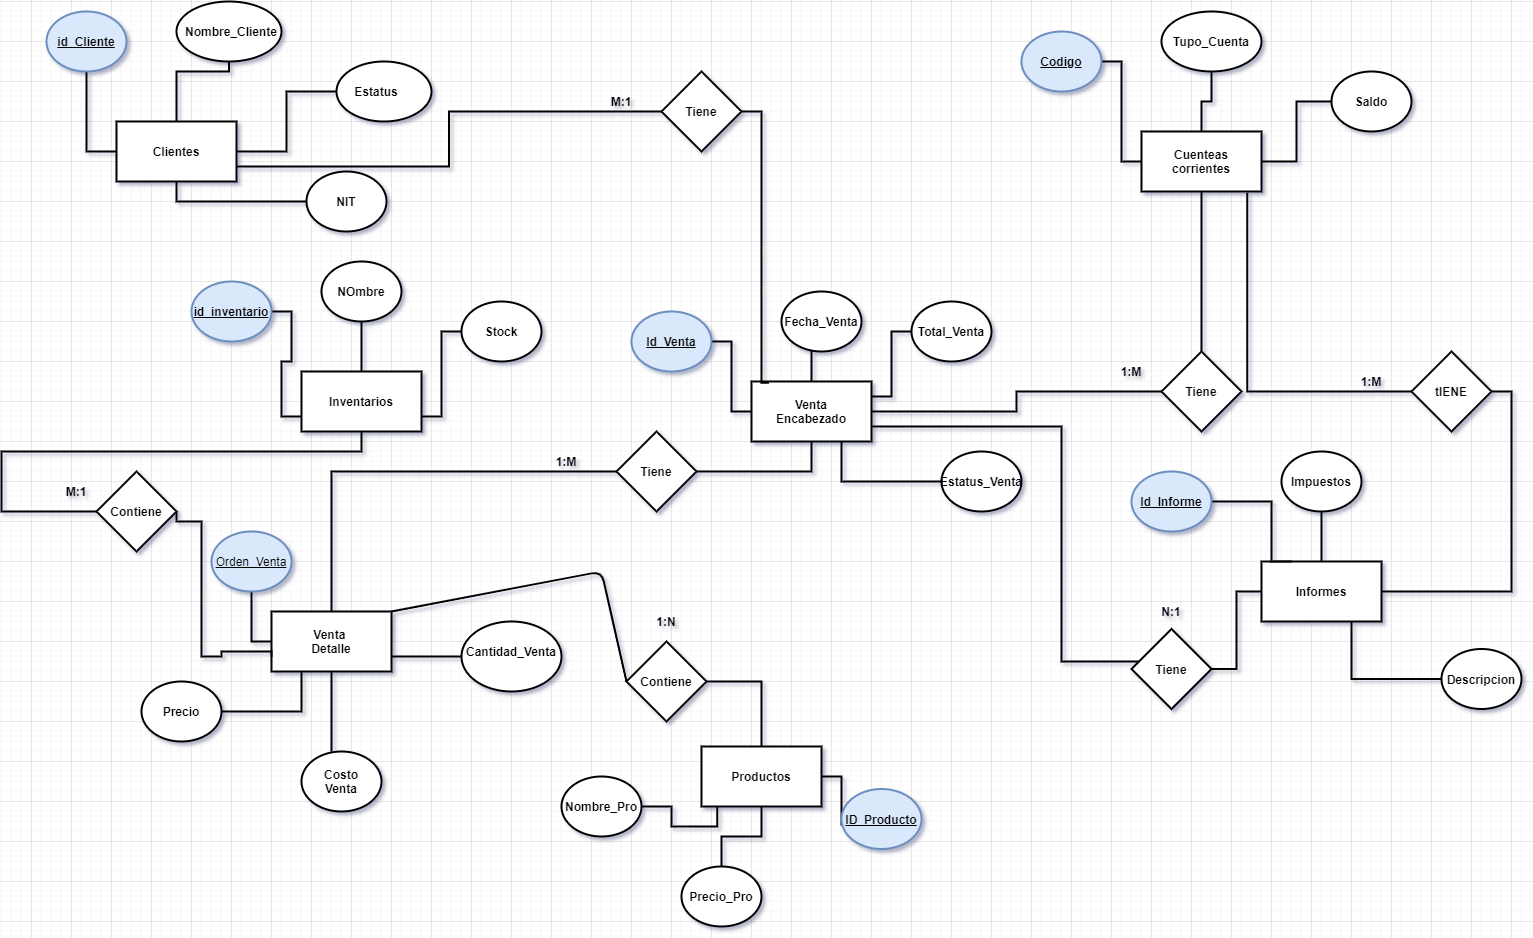 id_Cliente
Nombre_Cliente
Estatus
Clientes
NIT
M:1
Tiene
Codigo
Tupo_Cuenta
Saldo
Cuenteas
corrientes
id_inventario
NOmbre
Stock
Inventarios
Id_Venta
Fecha_Venta
Total_Venta
Venta
Encabezado
1:M
Tiene
1:M
tIENE
1:M
Tiene
Estatus_Venta
M:1
Contiene
Id_Informe
Impuestos
Informes
Orden_Venta
Venta
Detalle
Cantidad_Venta
1:N
Contiene
N:1
Tiene
Descripcion
Precio
Costo
Venta
Productos
Nombre_Pro
ID_Producto
Precio_Pro